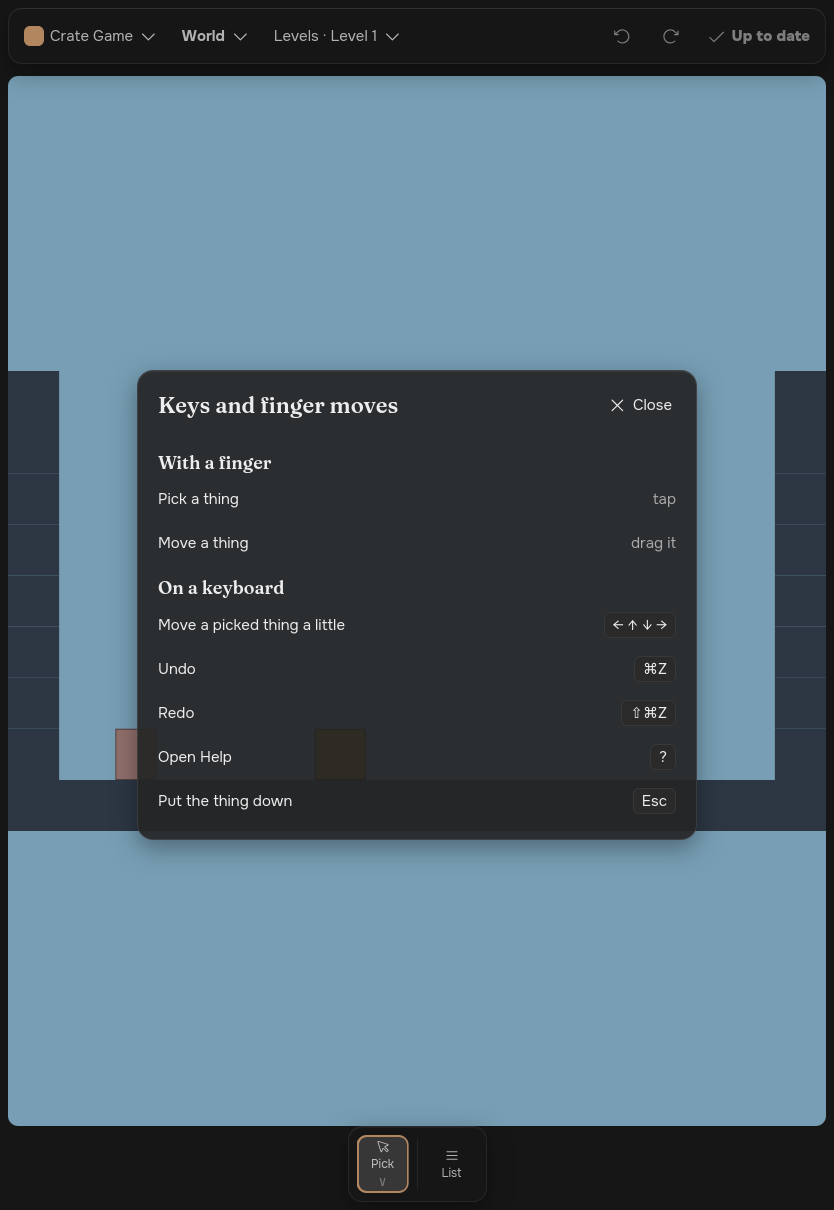 Crate Game
World
Levels · Level 1
Up to date
Keys and finger moves
Close
With a finger
Pick a thing
tap
Move a thing
drag it
On a keyboard
Move a picked thing a little
← ↑ ↓ →
Undo
⌘Z
Redo
⇧⌘Z
Open Help
?
Put the thing down
Esc
Pick
V
List